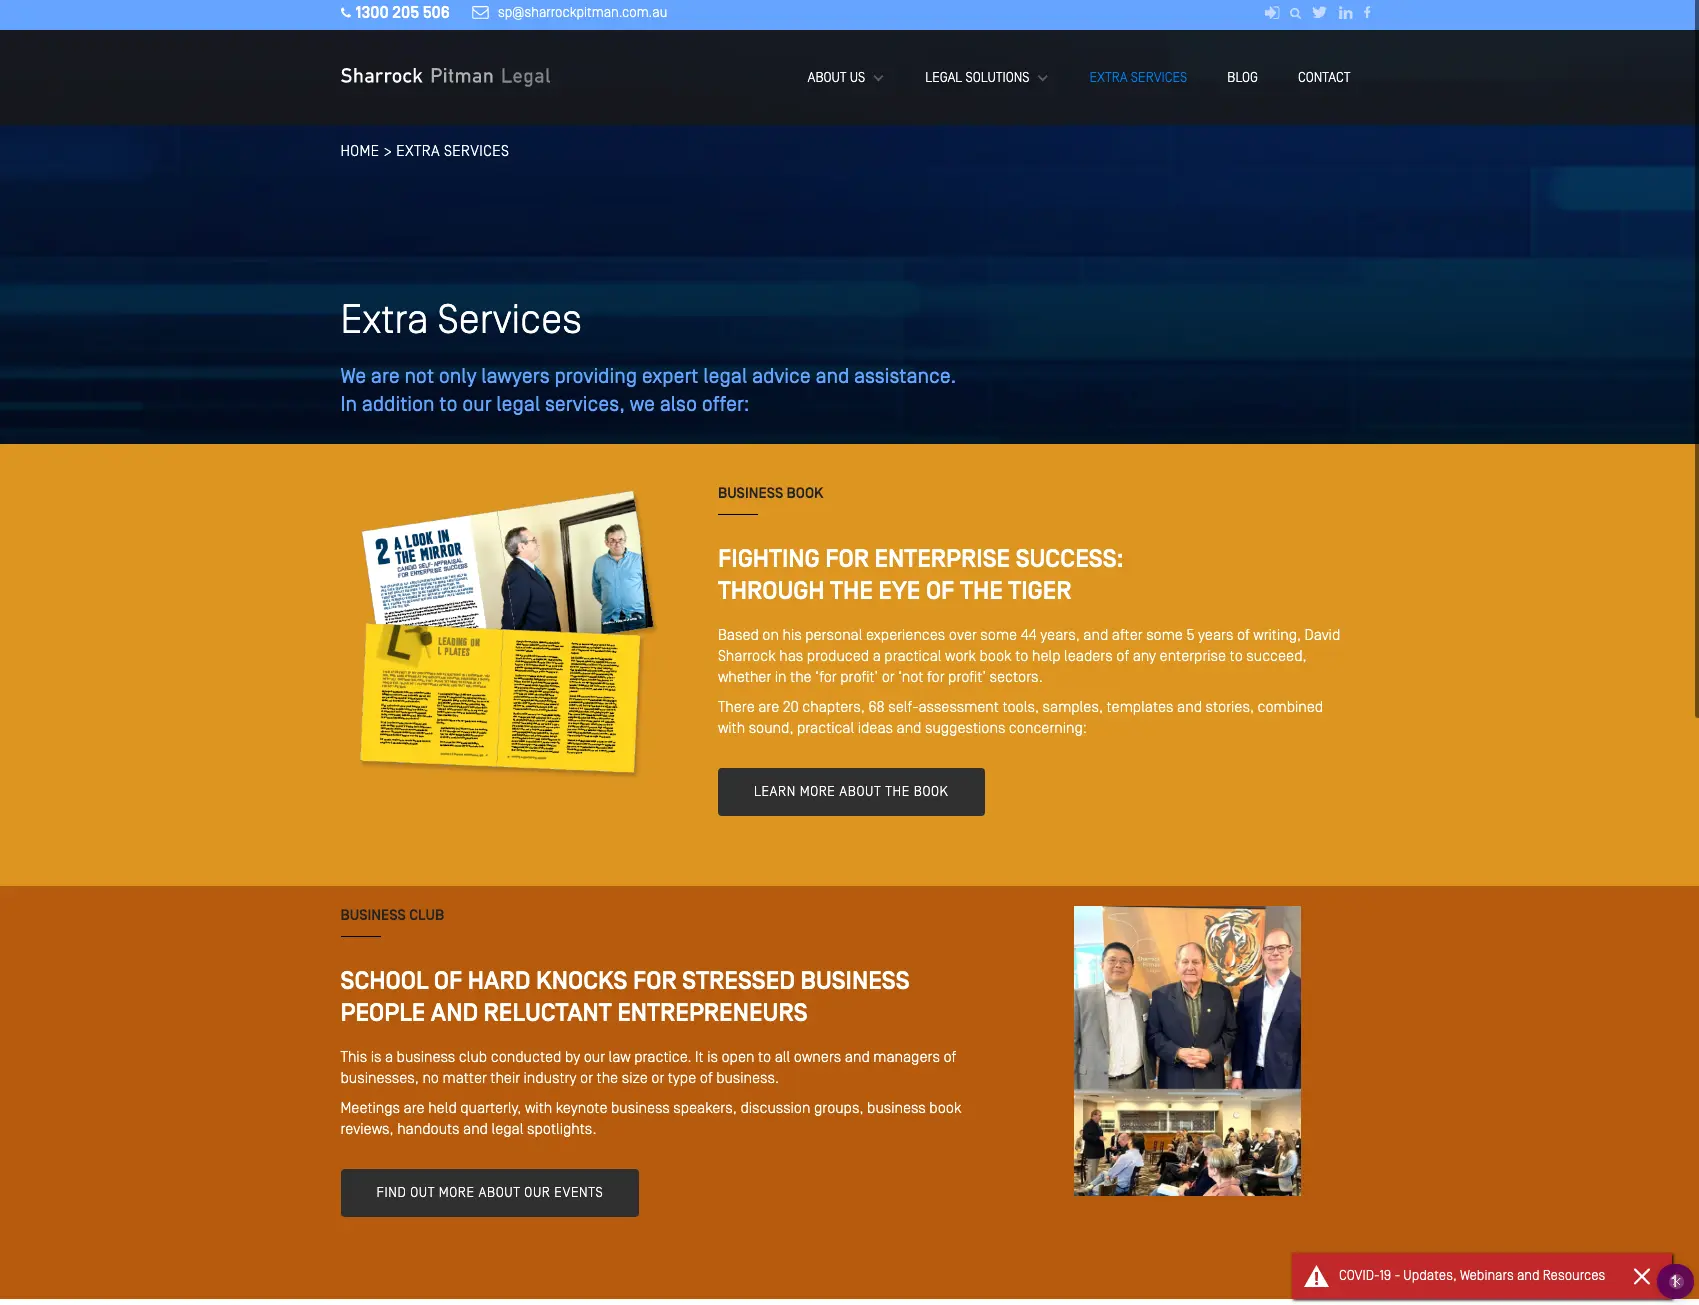 1300 205 506 sp@sharrockpitman.com.au
Sharrock Pitman Legal
ABOUT US LEGAL SOLUTIONS EXTRA SERVICES BLOG CONTACT
HOME > EXTRA SERVICES
Extra Services
We are not only lawyers providing expert legal advice and assistance.
In addition to our legal services, we also offer:
2 A LOOK IN
THE MIRROR
CANDID SELF-APPRAISAL
FOR ENTERPRISE SUCCESS
LEADING ON
L PLATES
BUSINESS BOOK
FIGHTING FOR ENTERPRISE SUCCESS:
THROUGH THE EYE OF THE TIGER
Based on his personal experiences over some 44 years, and after some 5 years of writing, David
Sharrock has produced a practical work book to help leaders of any enterprise to succeed,
whether in the 'for profit' or 'not for profit' sectors.
There are 20 chapters, 68 self-assessment tools, samples, templates and stories, combined
with sound, practical ideas and suggestions concerning:
LEARN MORE ABOUT THE BOOK
BUSINESS CLUB
SCHOOL OF HARD KNOCKS FOR STRESSED BUSINESS
PEOPLE AND RELUCTANT ENTREPRENEURS
This is a business club conducted by our law practice. It is open to all owners and managers of
businesses, no matter their industry or the size or type of business.
Meetings are held quarterly, with keynote business speakers, discussion groups, business book
reviews, handouts and legal spotlights.
FIND OUT MORE ABOUT OUR EVENTS
Sharrock
Pitman
COVID-19 - Updates, Webinars and Resources